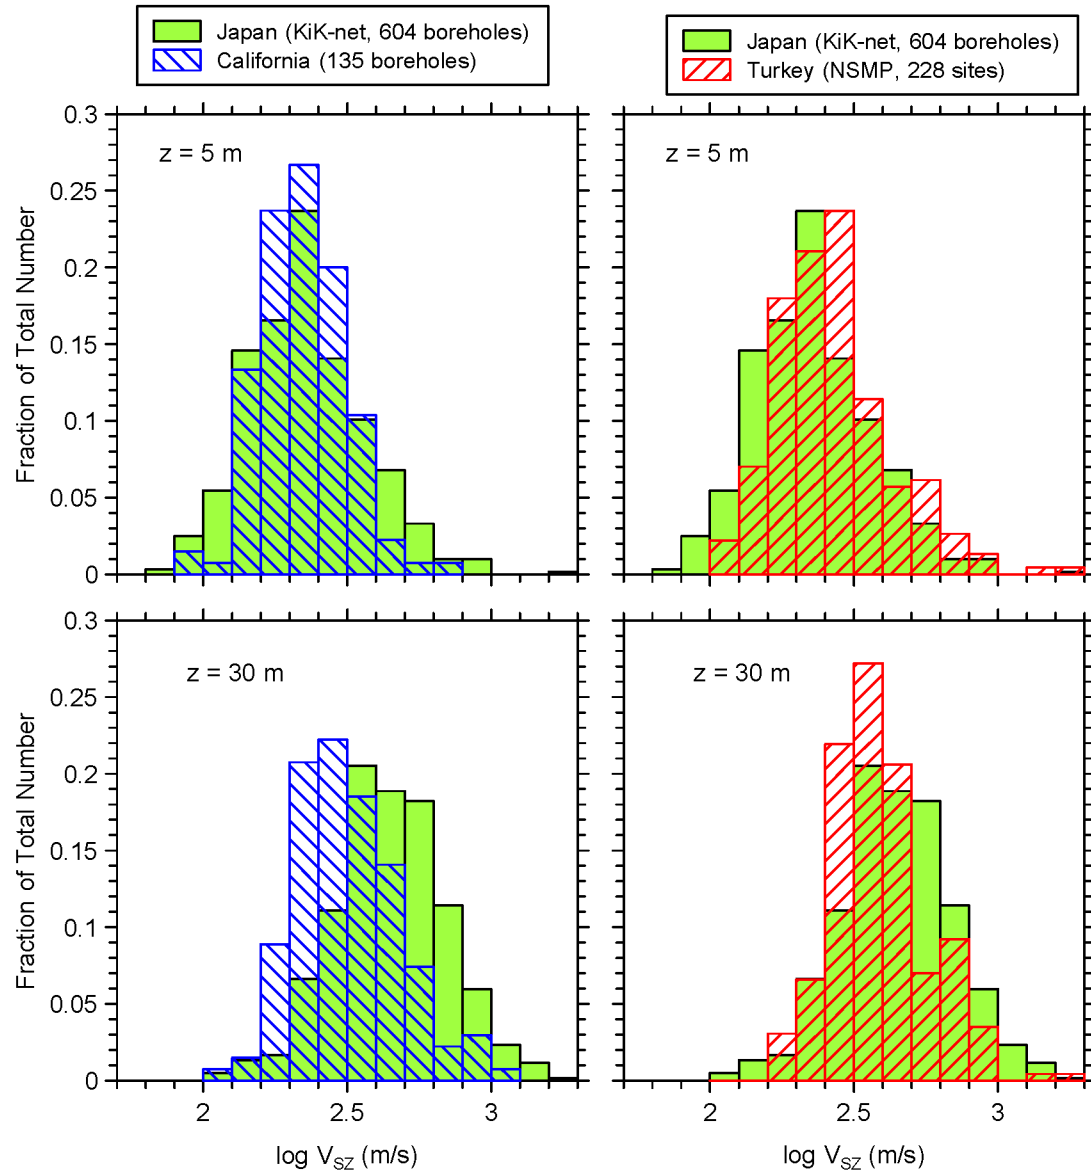 Japan (KiK-net, 604 boreholes)
California (135 boreholes)
Japan (KiK-net, 604 boreholes)
Turkey (NSMP, 228 sites)
z = 5 m
z = 5 m
0.3
0.25
0.2
0.15
0.1
0.05
0
Fraction of Total Number
z = 30 m
z = 30 m
0.3
0.25
0.2
0.15
0.1
0.05
0
Fraction of Total Number
2 2.5 3
2 2.5 3
log V_SZ (m/s)
log V_SZ (m/s)